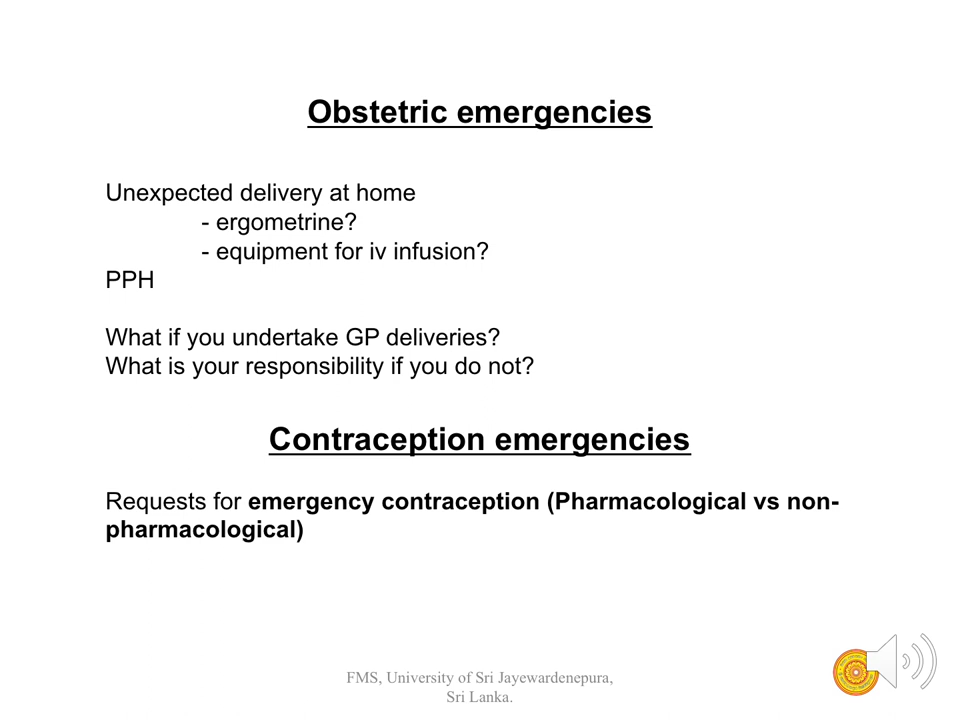 Obstetric emergencies
Unexpected delivery at home
- ergometrine?
- equipment for iv infusion?
PPH
What if you undertake GP deliveries?
What is your responsibility if you do not?
Contraception emergencies
Requests for emergency contraception (Pharmacological vs non-
pharmacological)
FMS, University of Sri Jayewardenepura,
Sri Lanka.